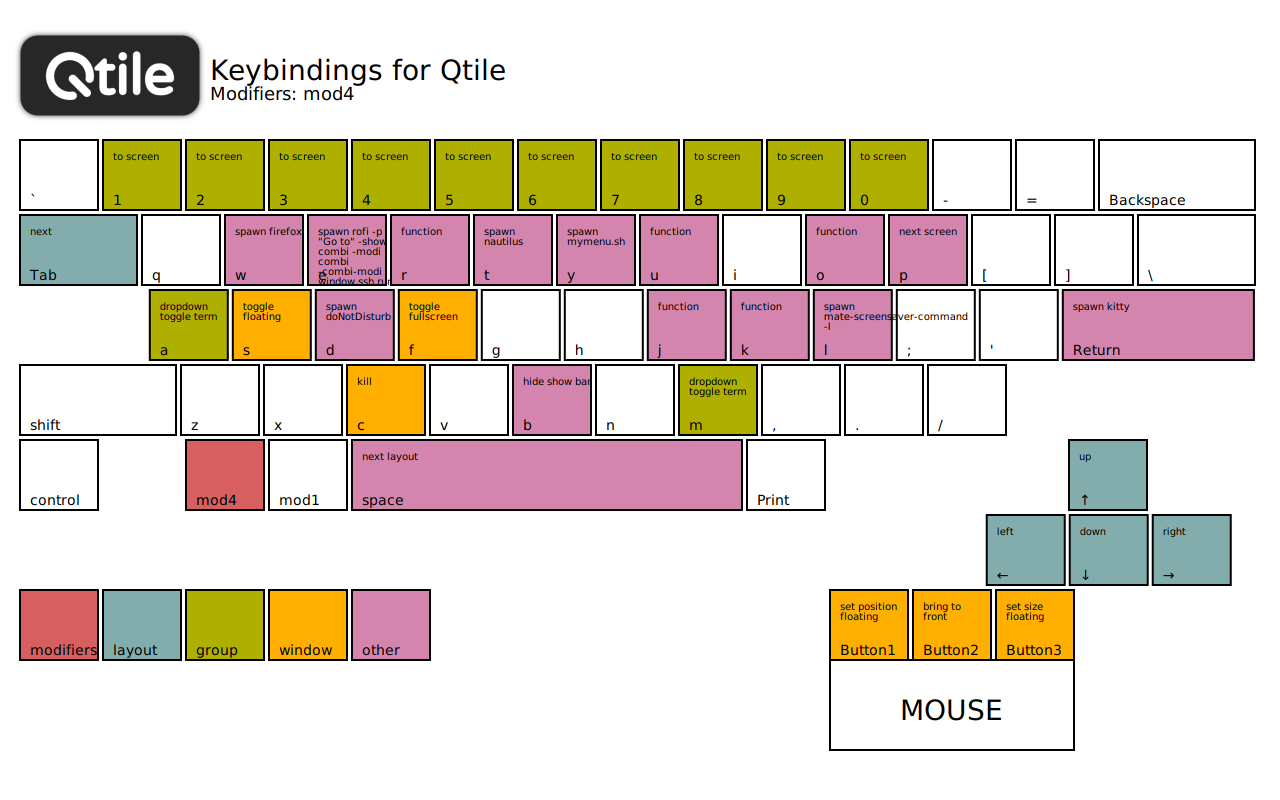 Qtile
Keybindings for Qtile
Modifiers: mod4
to screen to screen to screen to screen to screen to screen to screen to screen to screen to screen
` 1 2 3 4 5 6 7 8 9 0 - = Backspace
next
Tab
q
spawn firefox
w
spawn rofi -p
"Go to" -show
combi -modi
combi
-combi-modi
window,ssh,run
e
function
r
spawn
nautilus
t
spawn
mymenu.sh
y
function
u
i
function
o
next screen
p
[
]
\
dropdown
toggle term
a
toggle
floating
s
spawn
doNotDisturb
d
toggle
fullscreen
f
g
h
function
j
function
k
spawn
mate-screensaver-command
-l
l
;
'
spawn kitty
Return
shift
z
x
kill
c
v
hide show bar
b
n
dropdown
toggle term
m
,
.
/
control
mod4
mod1
next layout
space
Print
up
↑
left
←
down
↓
right
→
modifiers
layout
group
window
other
set position
floating
Button1
bring to
front
Button2
set size
floating
Button3
MOUSE